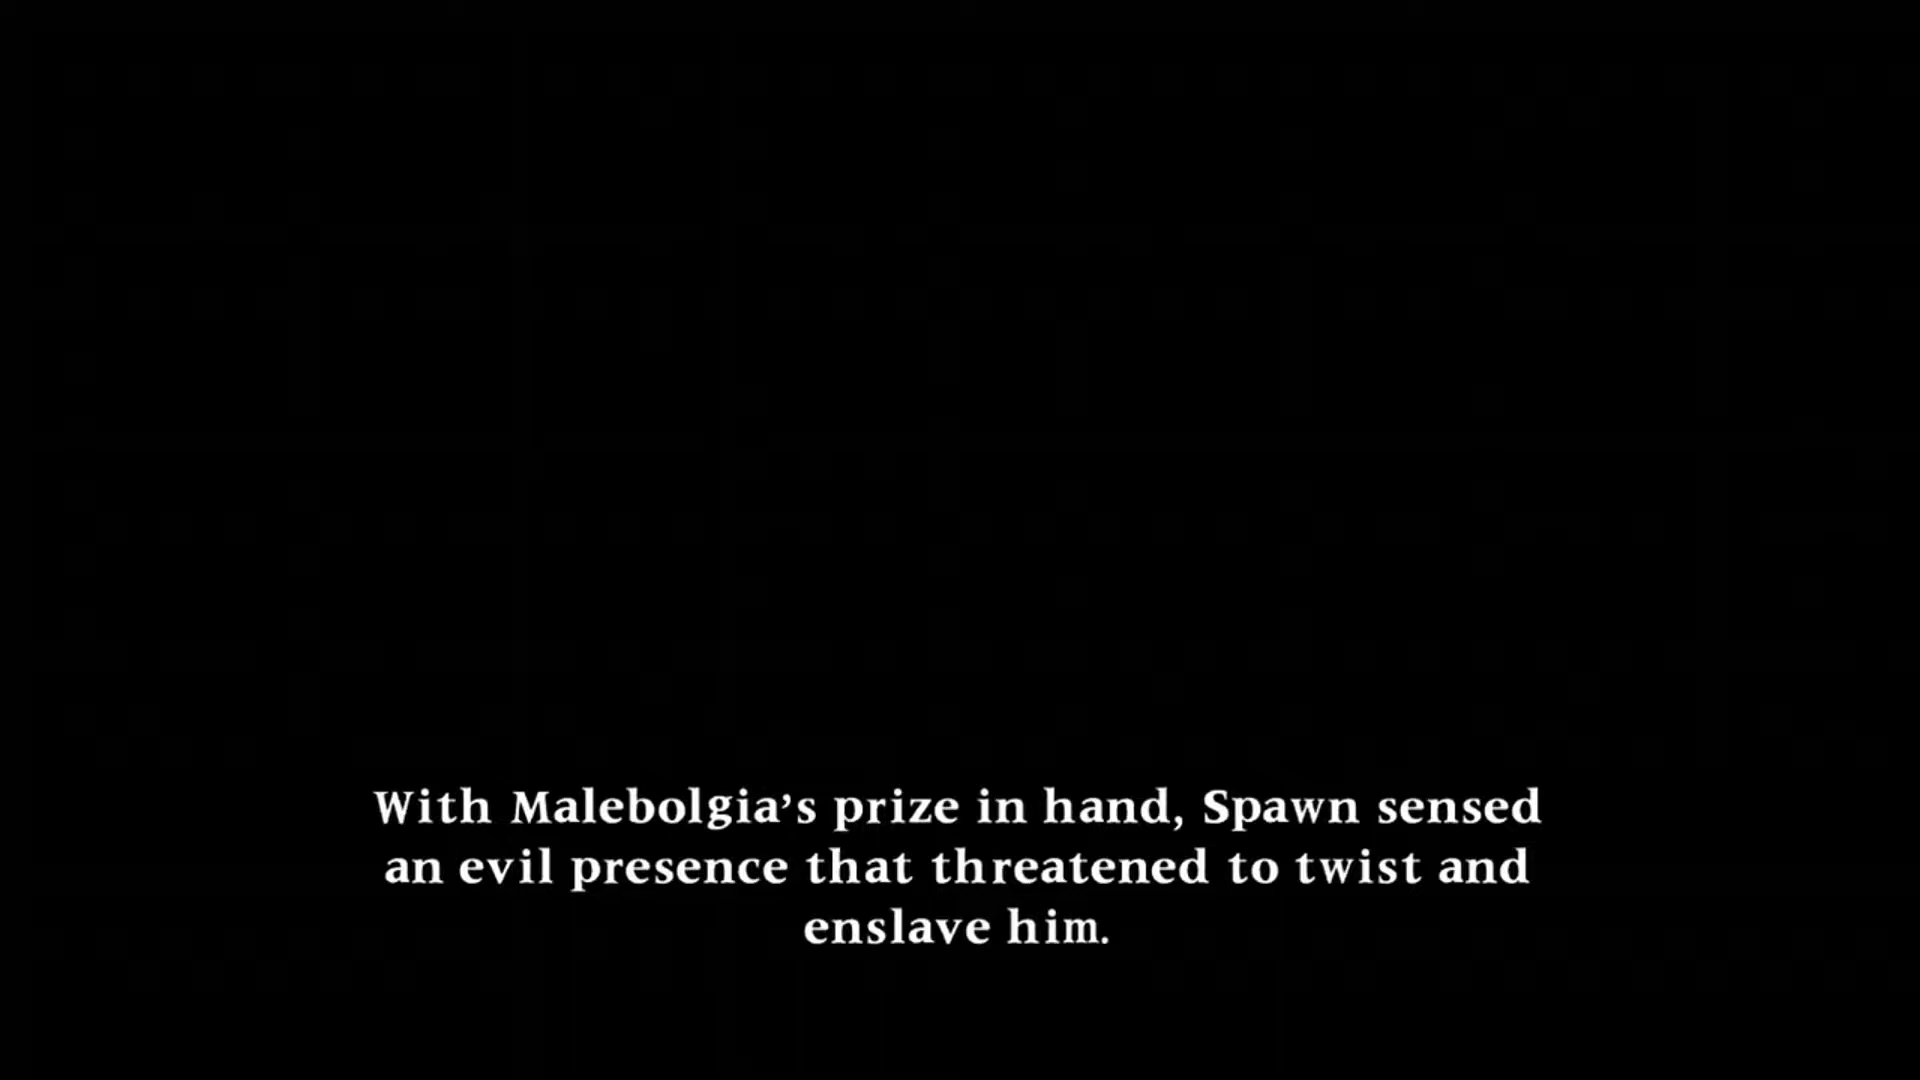 With Malebolgia’s prize in hand, Spawn sensed
an evil presence that threatened to twist and
enslave him.